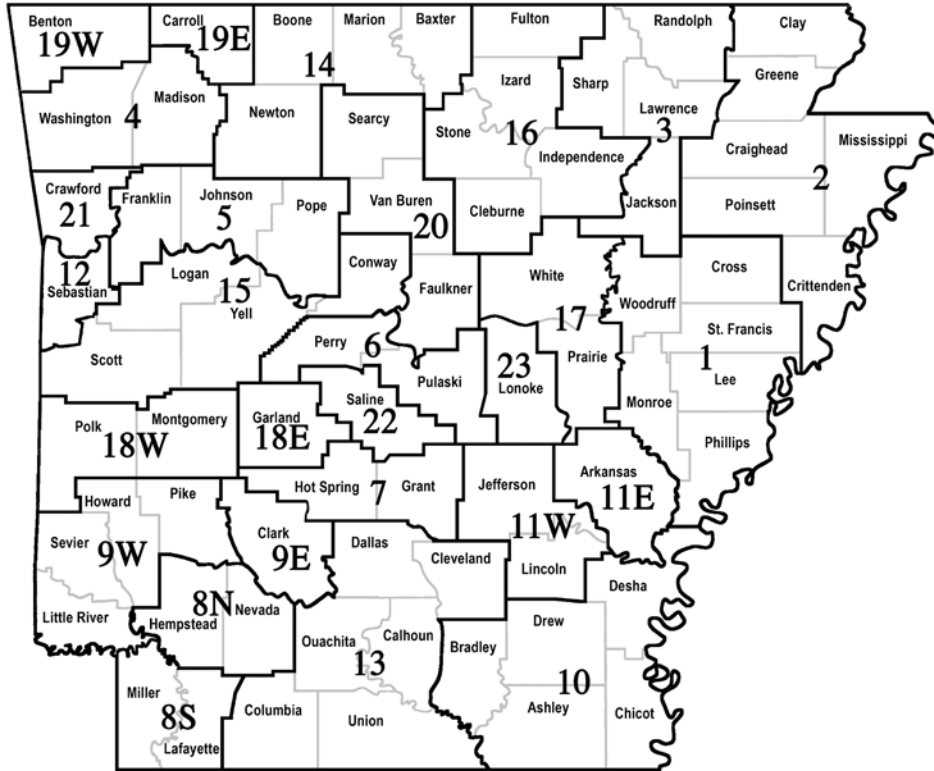 Benton
19W
Carroll
19E
Boone
Marion
Baxter
Fulton
Randolph
Clay
14
Izard
Sharp
Greene
Washington
4
Madison
Newton
Searcy
Stone
16
Lawrence
3
Independence
Craighead
Mississippi
2
Crawford
21
Franklin
Johnson
5
Pope
Van Buren
20
Cleburne
Jackson
Poinsett
12
Sebastian
Logan
15
Yell
Conway
Faulkner
White
17
Woodruff
Cross
Crittenden
Scott
Perry
6
Pulaski
23
Lonoke
Prairie
St. Francis
1
Lee
Monroe
Polk
18W
Montgomery
Garland
18E
Saline
22
Phillips
Howard
Pike
Hot Spring
7
Grant
Jefferson
Arkansas
11E
Sevier
9W
Clark
9E
Dallas
Cleveland
11W
Lincoln
Desha
Little River
8N
Hempstead
Nevada
Ouachita
Calhoun
13
Bradley
Drew
10
Ashley
Chicot
Miller
8S
Lafayette
Columbia
Union